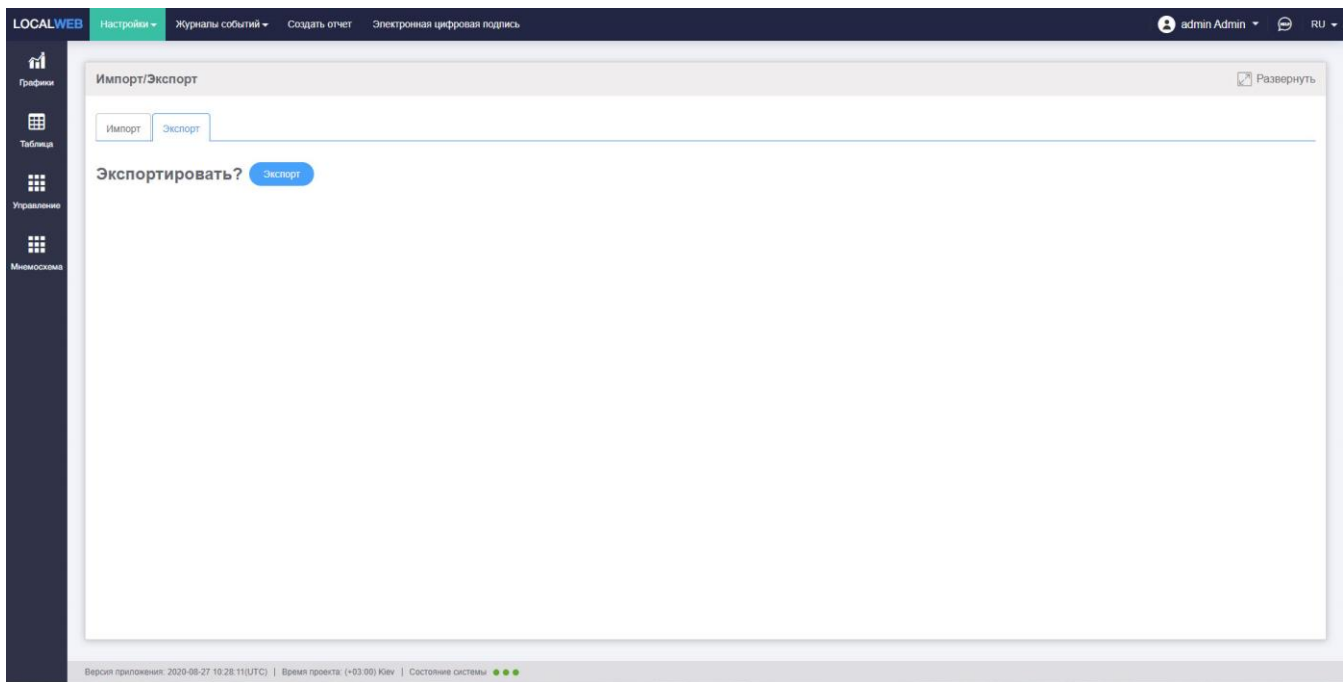 LOCALWEB Настройки Журналы событий Создать отчет Электронная цифровая подпись admin Admin RU
Графики
Таблица
Управление
Мнемосхема
Импорт/Экспорт Развернуть
Импорт Экспорт
Экспортировать? Экспорт
Версия приложения: 2020-08-27 10:28:11(UTC) | Время проекта: (+03:00) Kiev | Состояние системы